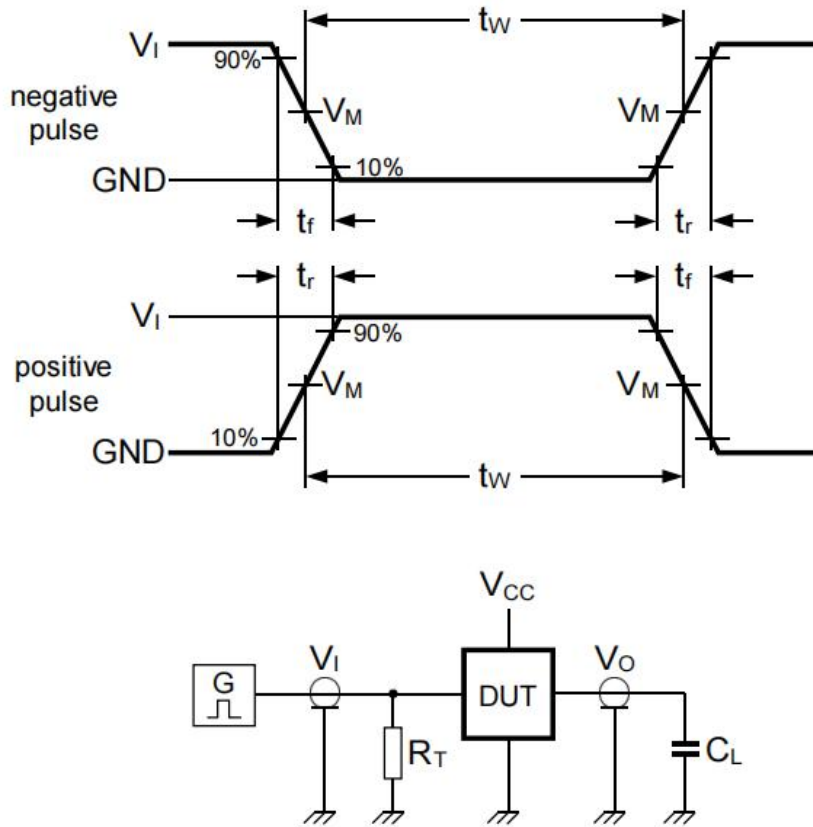 tW
VI
90%
negative
pulse
VM
VM
GND
10%
tf
tr
tr
tf
VI
90%
positive
pulse
VM
VM
10%
GND
tW
VCC
VI
VO
G
DUT
RT
CL